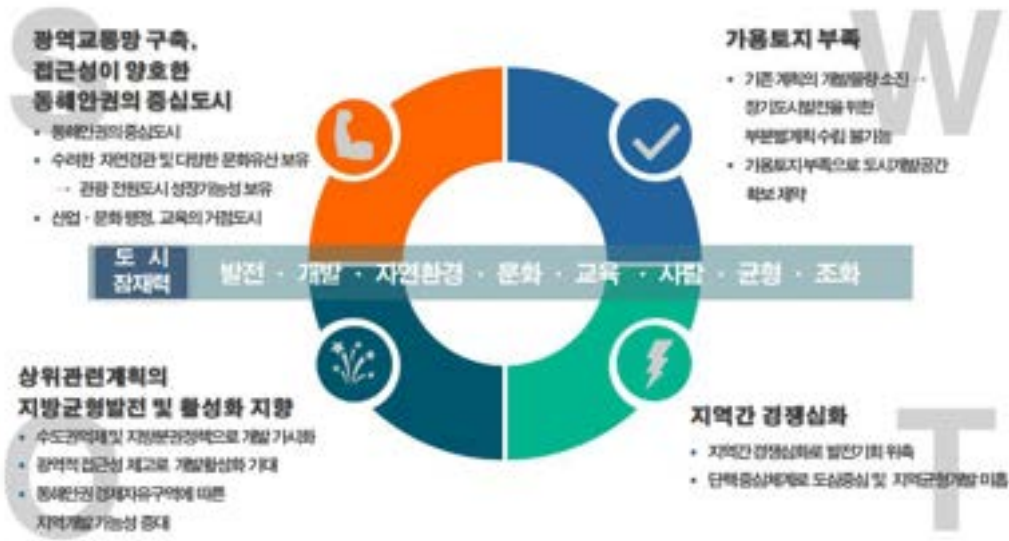 S
광역교통망 구축,
접근성이 양호한
동해안권의 중심도시
• 동해안권의 중심도시
• 수려한 자연경관 및 다양한 문화유산 보유
→ 관광 전원도시 성장가능성 보유
• 산업 · 문화 행정, 교육의 거점도시
W
가용토지 부족
• 기존 계획의 개발물량 소진 →
장기도시발전을 위한
부분별계획 수립 불가능
• 가용토지 부족으로 도시개발공간
확보 제약
도 시
잠재력
발전 · 개발 · 자연환경 · 문화 · 교육 · 사람 · 균형 · 조화
O
상위관련계획의
지방균형발전 및 활성화 지향
• 수도권억제 및 지방분권정책으로 개발 가시화
• 광역적 접근성 제고로 개발활성화 기대
• 동해안권 경제자유구역에 따른
지역개발 가능성 증대
T
지역간 경쟁심화
• 지역간 경쟁심화로 발전기회 위축
• 단핵중심체계로 도심중심 및 지역균형개발 미흡